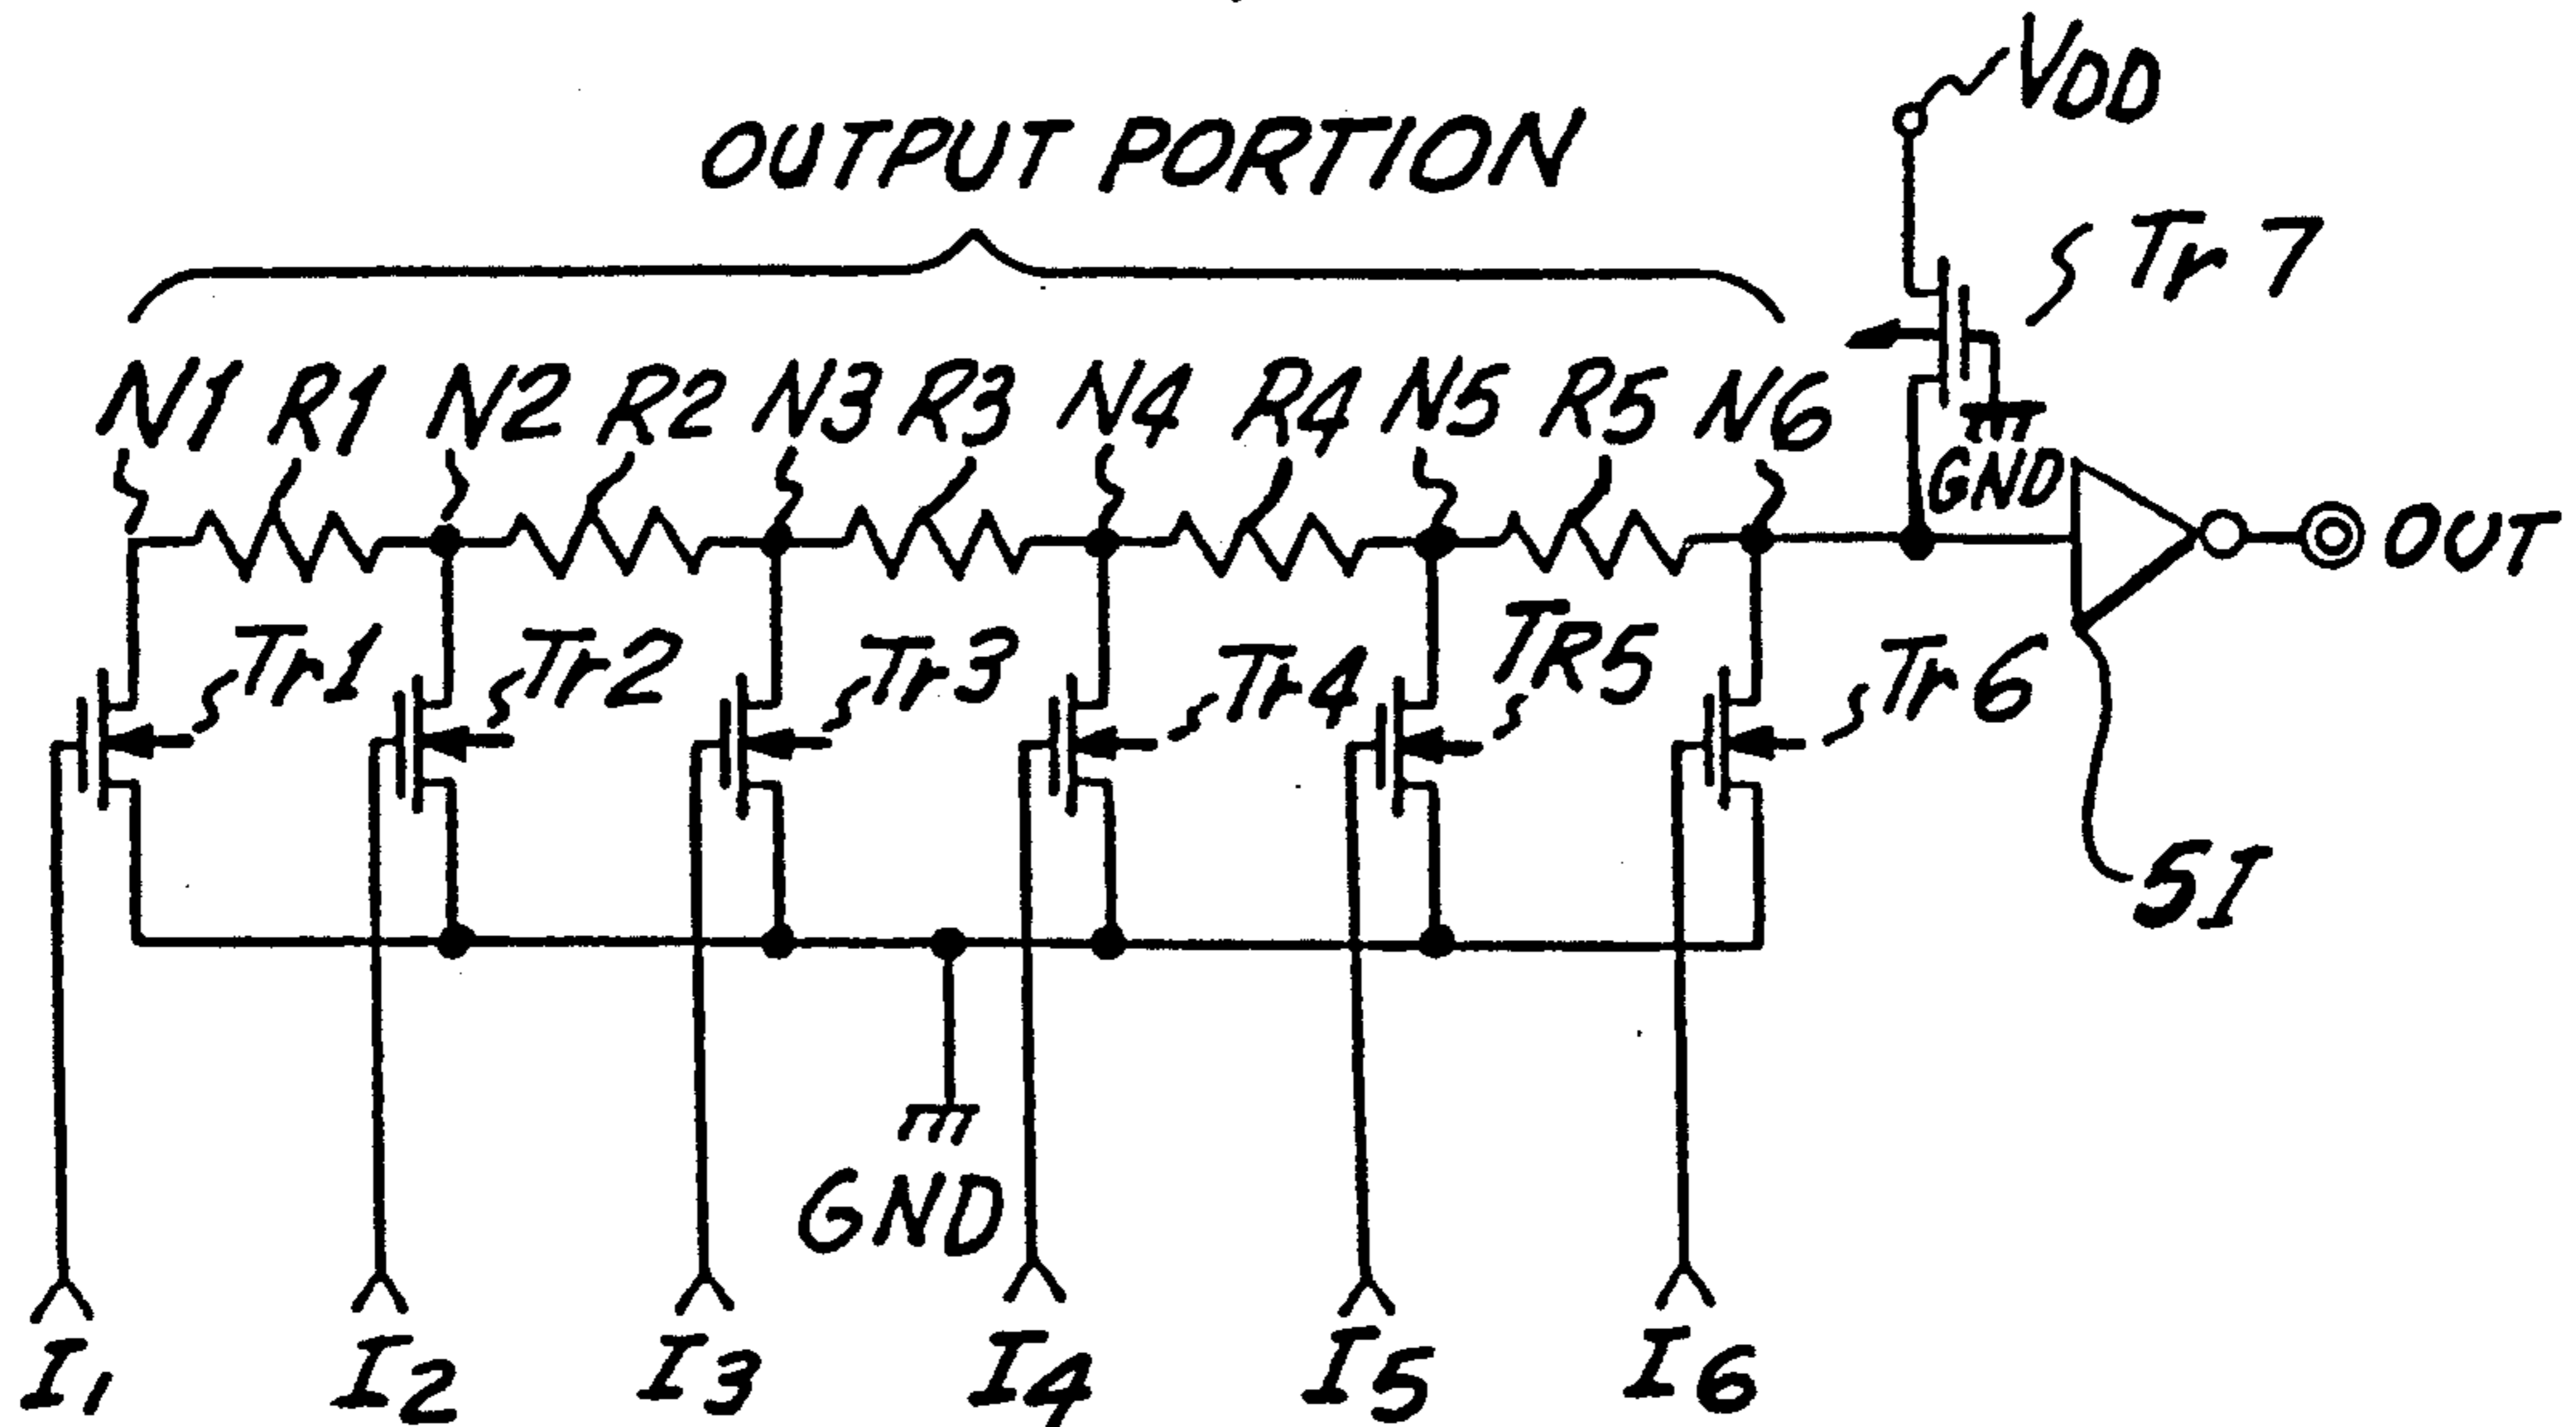 VDD
OUTPUT PORTION
Tr 7
N1 R1 N2 R2 N3 R3 N4 R4 N5 R5 N6
GND
OUT
Tr1 Tr2 Tr3 Tr4 TR5 Tr6
SI
GND
I1 I2 I3 I4 I5 I6